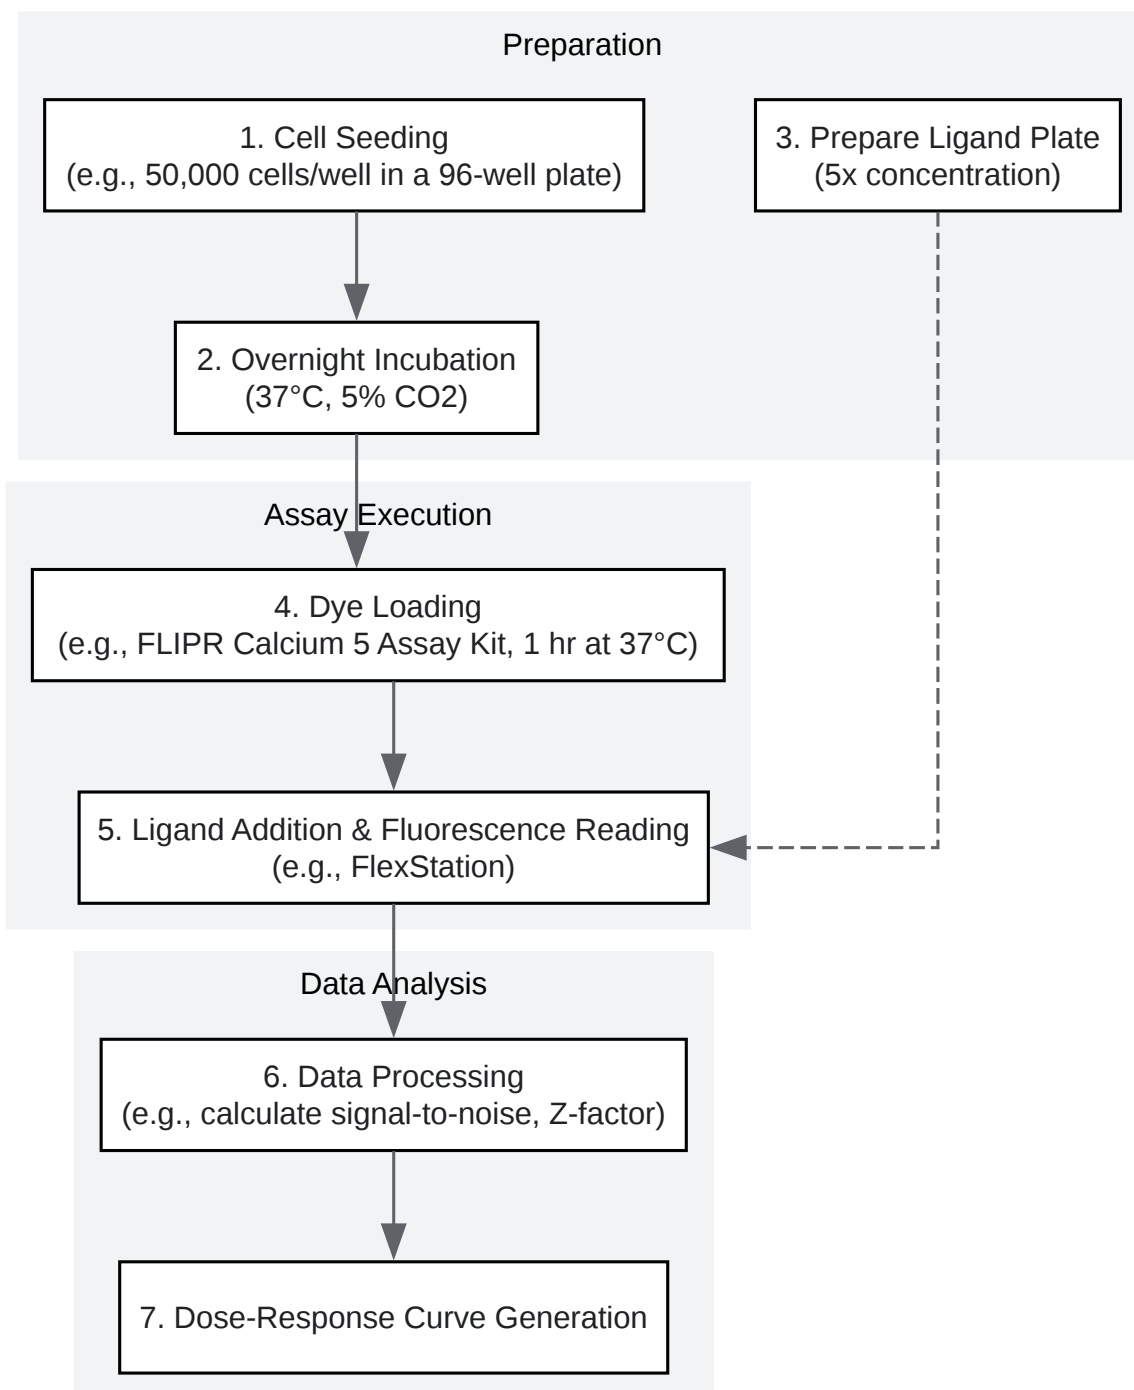 Preparation
1. Cell Seeding
(e.g., 50,000 cells/well in a 96-well plate)
3. Prepare Ligand Plate
(5x concentration)
2. Overnight Incubation
(37°C, 5% CO2)
Assay Execution
4. Dye Loading
(e.g., FLIPR Calcium 5 Assay Kit, 1 hr at 37°C)
5. Ligand Addition & Fluorescence Reading
(e.g., FlexStation)
Data Analysis
6. Data Processing
(e.g., calculate signal-to-noise, Z-factor)
7. Dose-Response Curve Generation